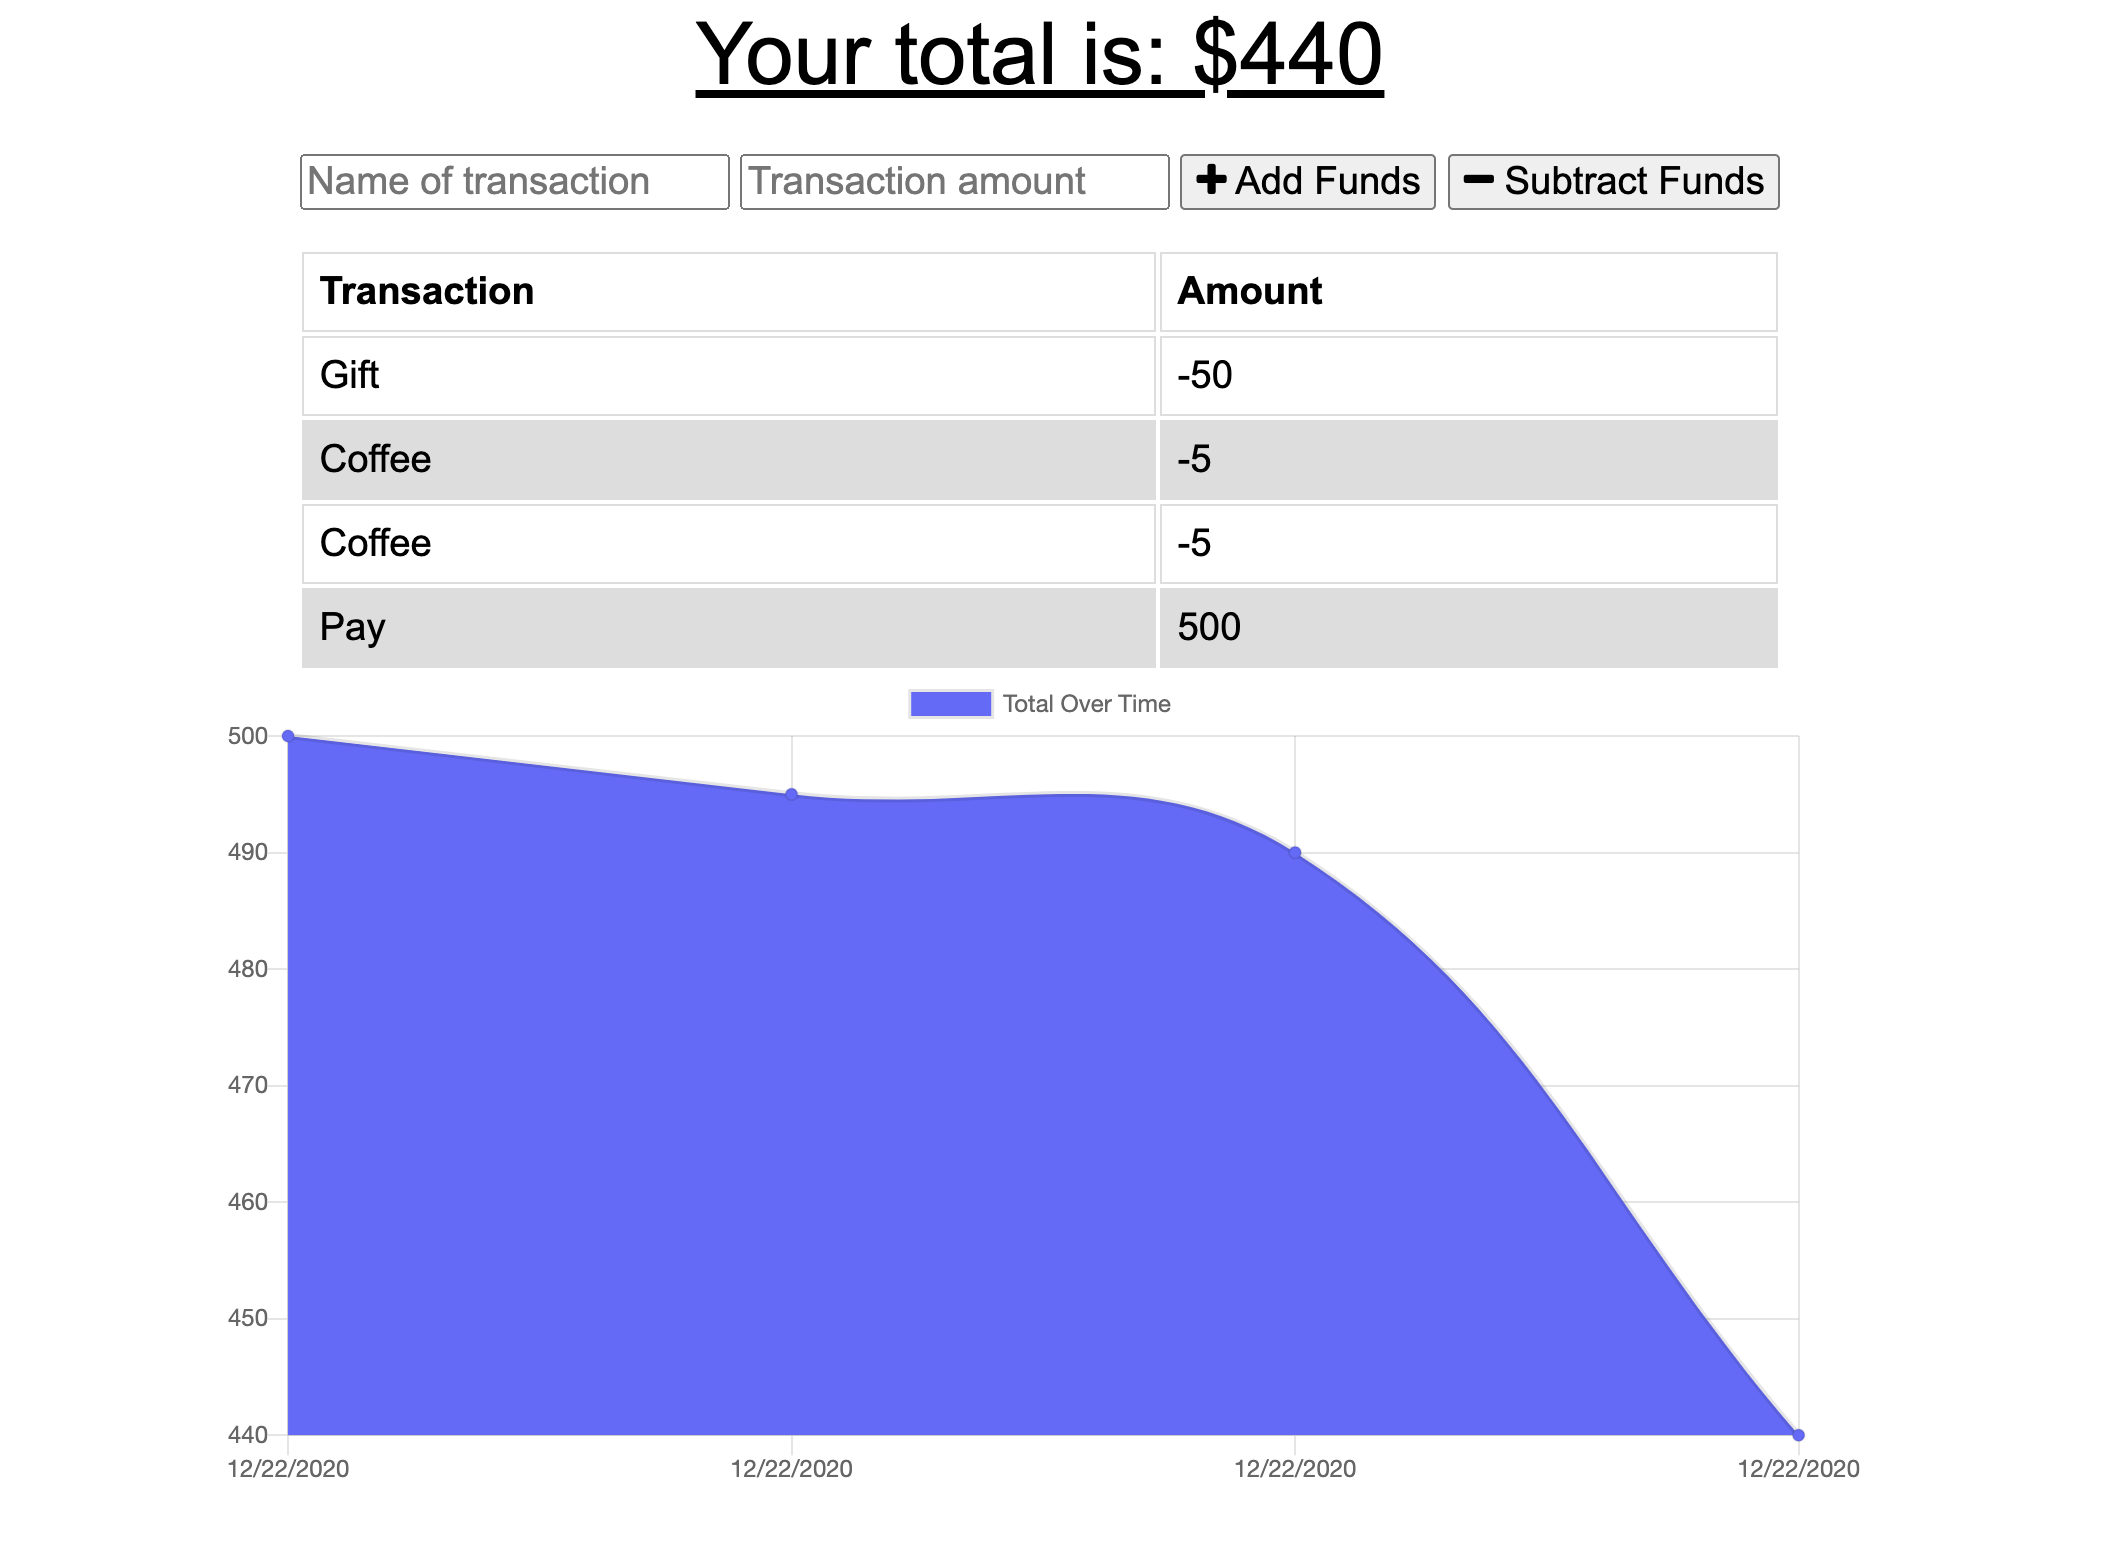 Your total is: $440
Name of transaction Transaction amount Add Funds Subtract Funds
Transaction Amount
Gift -50
Coffee -5
Coffee -5
Pay 500
Total Over Time
500
490
480
470
460
450
440
12/22/2020 12/22/2020 12/22/2020 12/22/2020